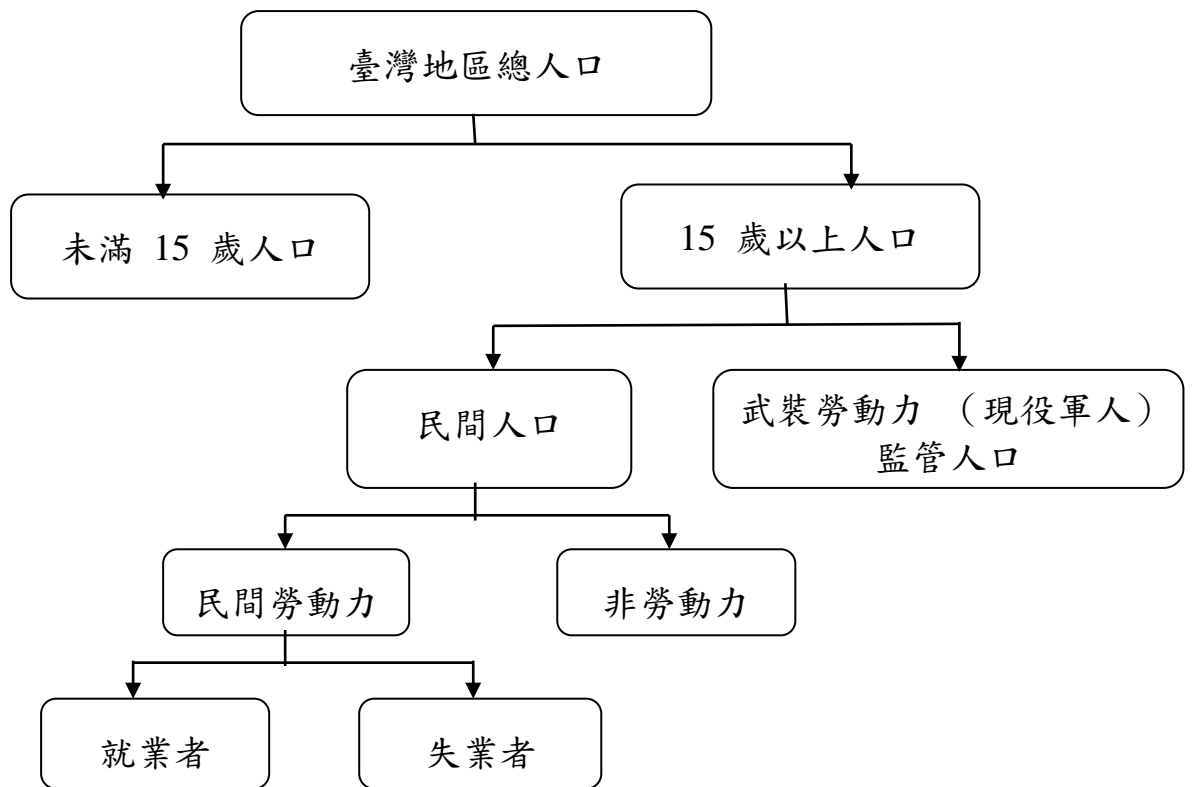 臺灣地區總人口
未滿 15 歲人口
15 歲以上人口
民間人口
武裝勞動力 （現役軍人）
監管人口
民間勞動力
非勞動力
就業者
失業者